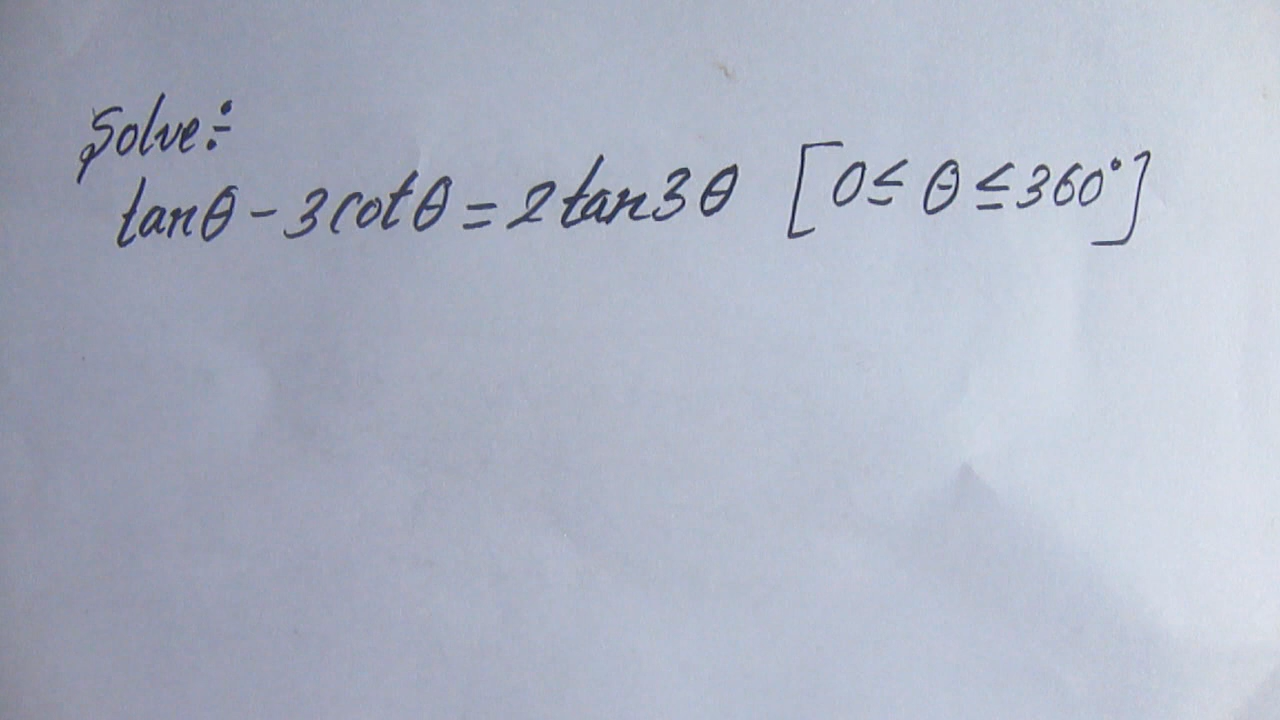 Solve:-
tanθ - 3cotθ = 2tan3θ [0 ≤ θ ≤ 360°]